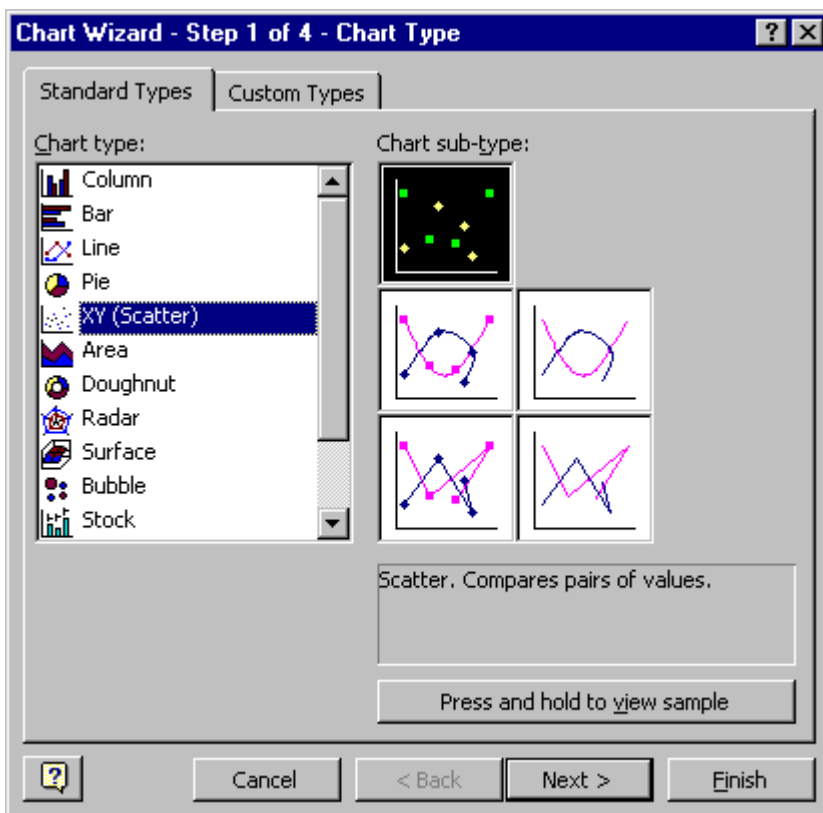 Chart Wizard - Step 1 of 4 - Chart Type
Standard Types
Custom Types
Chart type:
Column
Bar
Line
Pie
XY (Scatter)
Area
Doughnut
Radar
Surface
Bubble
Stock
Chart sub-type:
Scatter. Compares pairs of values.
Press and hold to view sample
Cancel
< Back
Next >
Finish